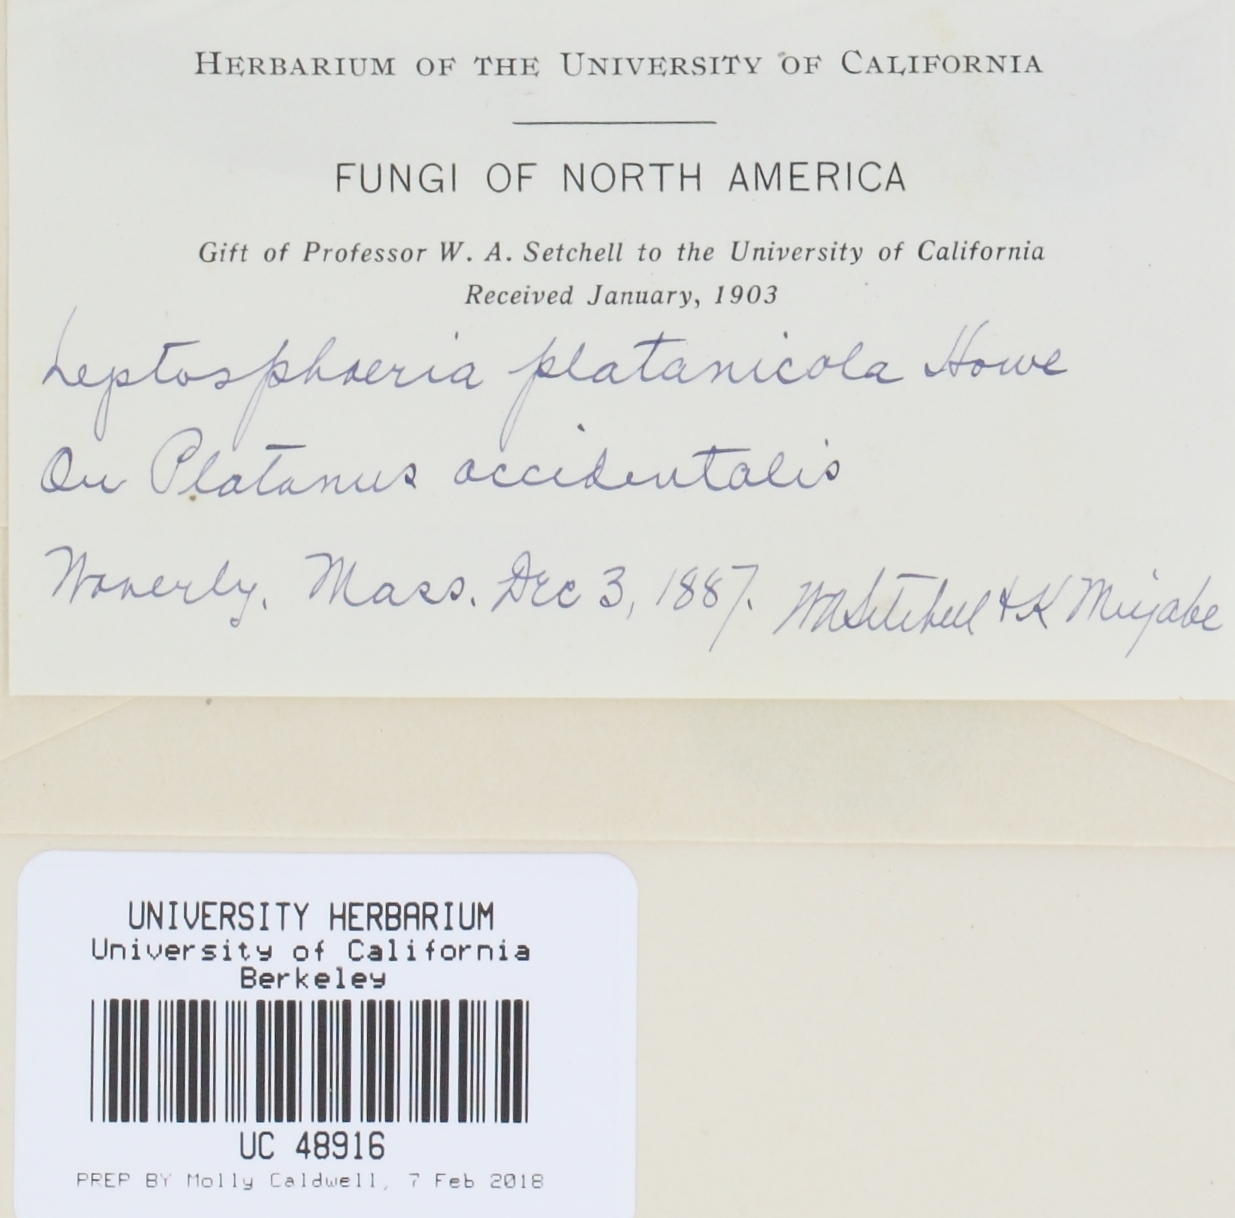 HERBARIUM OF THE UNIVERSITY OF CALIFORNIA
FUNGI OF NORTH AMERICA
Gift of Professor W. A. Setchell to the University of California
Received January, 1903
Leptosphaeria platanicola Howe
On Platanus occidentalis
Waverly, Mass. Dec 3, 1887. WASetchell & K Miyabe
UNIVERSITY HERBARIUM
University of California
Berkeley
UC 48916
PREP BY Molly Caldwell, 7 Feb 2018